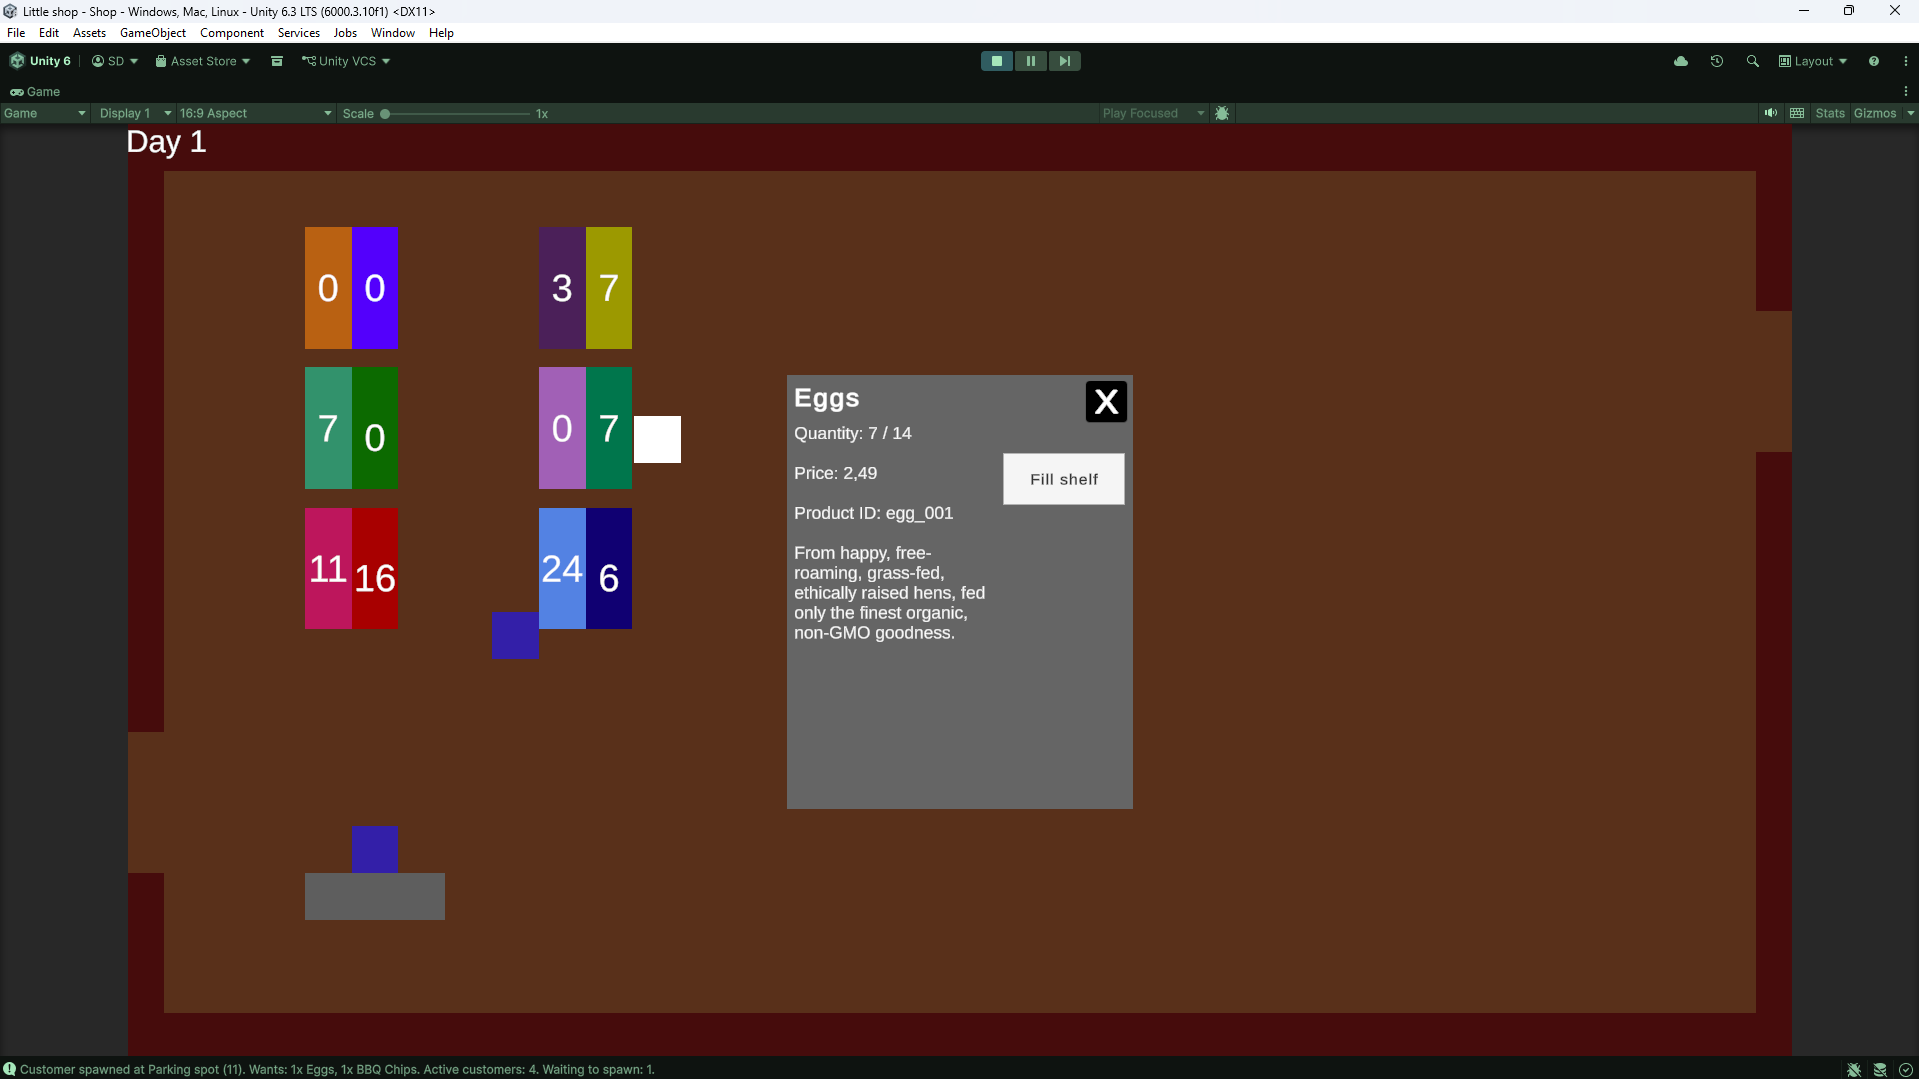 Little shop - Shop - Windows, Mac, Linux - Unity 6.3 LTS (6000.3.10f1) <DX11>
File Edit Assets GameObject Component Services Jobs Window Help
Unity 6 SD Asset Store Unity VCS Layout
Game
Game Display 1 16:9 Aspect Scale 1x Play Focused Stats Gizmos
Day 1
0 0 3 7
7 0 0 7
11 16 24 6
Eggs X
Quantity: 7 / 14
Price: 2,49
Fill shelf
Product ID: egg_001
From happy, free-
roaming, grass-fed,
ethically raised hens, fed
only the finest organic,
non-GMO goodness.
Customer spawned at Parking spot (11). Wants: 1x Eggs, 1x BBQ Chips. Active customers: 4. Waiting to spawn: 1.